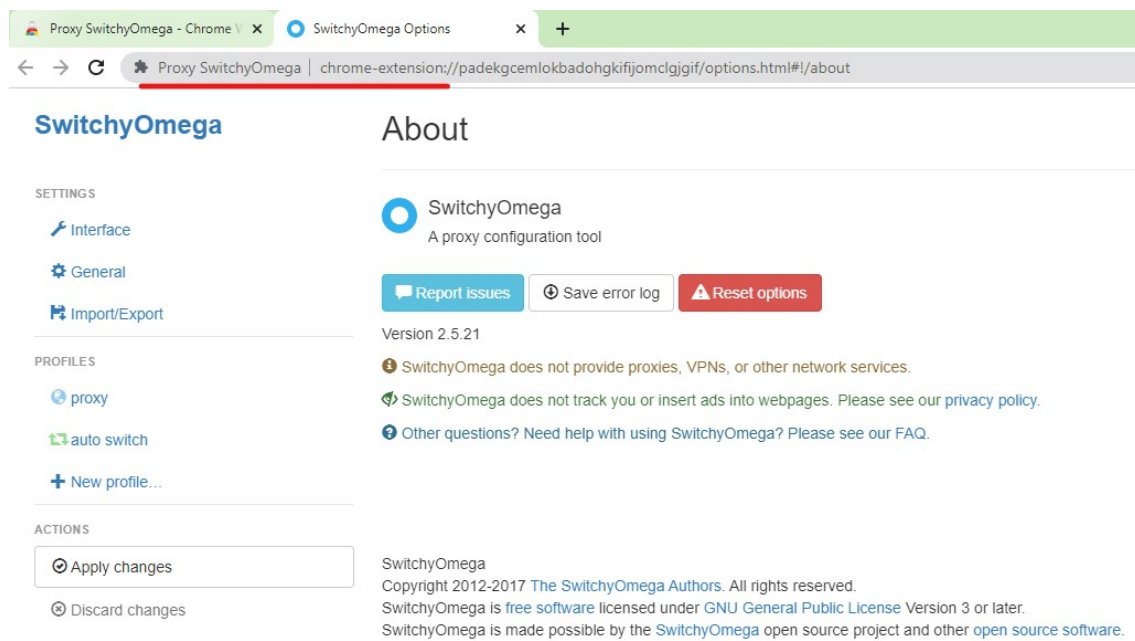 Proxy SwitchyOmega - Chrome W
SwitchyOmega Options
Proxy SwitchyOmega | chrome-extension://padekgcemlokbadohgkifijomclgjgif/options.html#!/about
SwitchyOmega
SETTINGS
Interface
General
Import/Export
PROFILES
proxy
auto switch
New profile…
ACTIONS
Apply changes
Discard changes
About
SwitchyOmega
A proxy configuration tool
Report issues Save error log Reset options
Version 2.5.21
SwitchyOmega does not provide proxies, VPNs, or other network services.
SwitchyOmega does not track you or insert ads into webpages. Please see our privacy policy.
Other questions? Need help with using SwitchyOmega? Please see our FAQ.
SwitchyOmega
Copyright 2012-2017 The SwitchyOmega Authors. All rights reserved.
SwitchyOmega is free software licensed under GNU General Public License Version 3 or later.
SwitchyOmega is made possible by the SwitchyOmega open source project and other open source software.